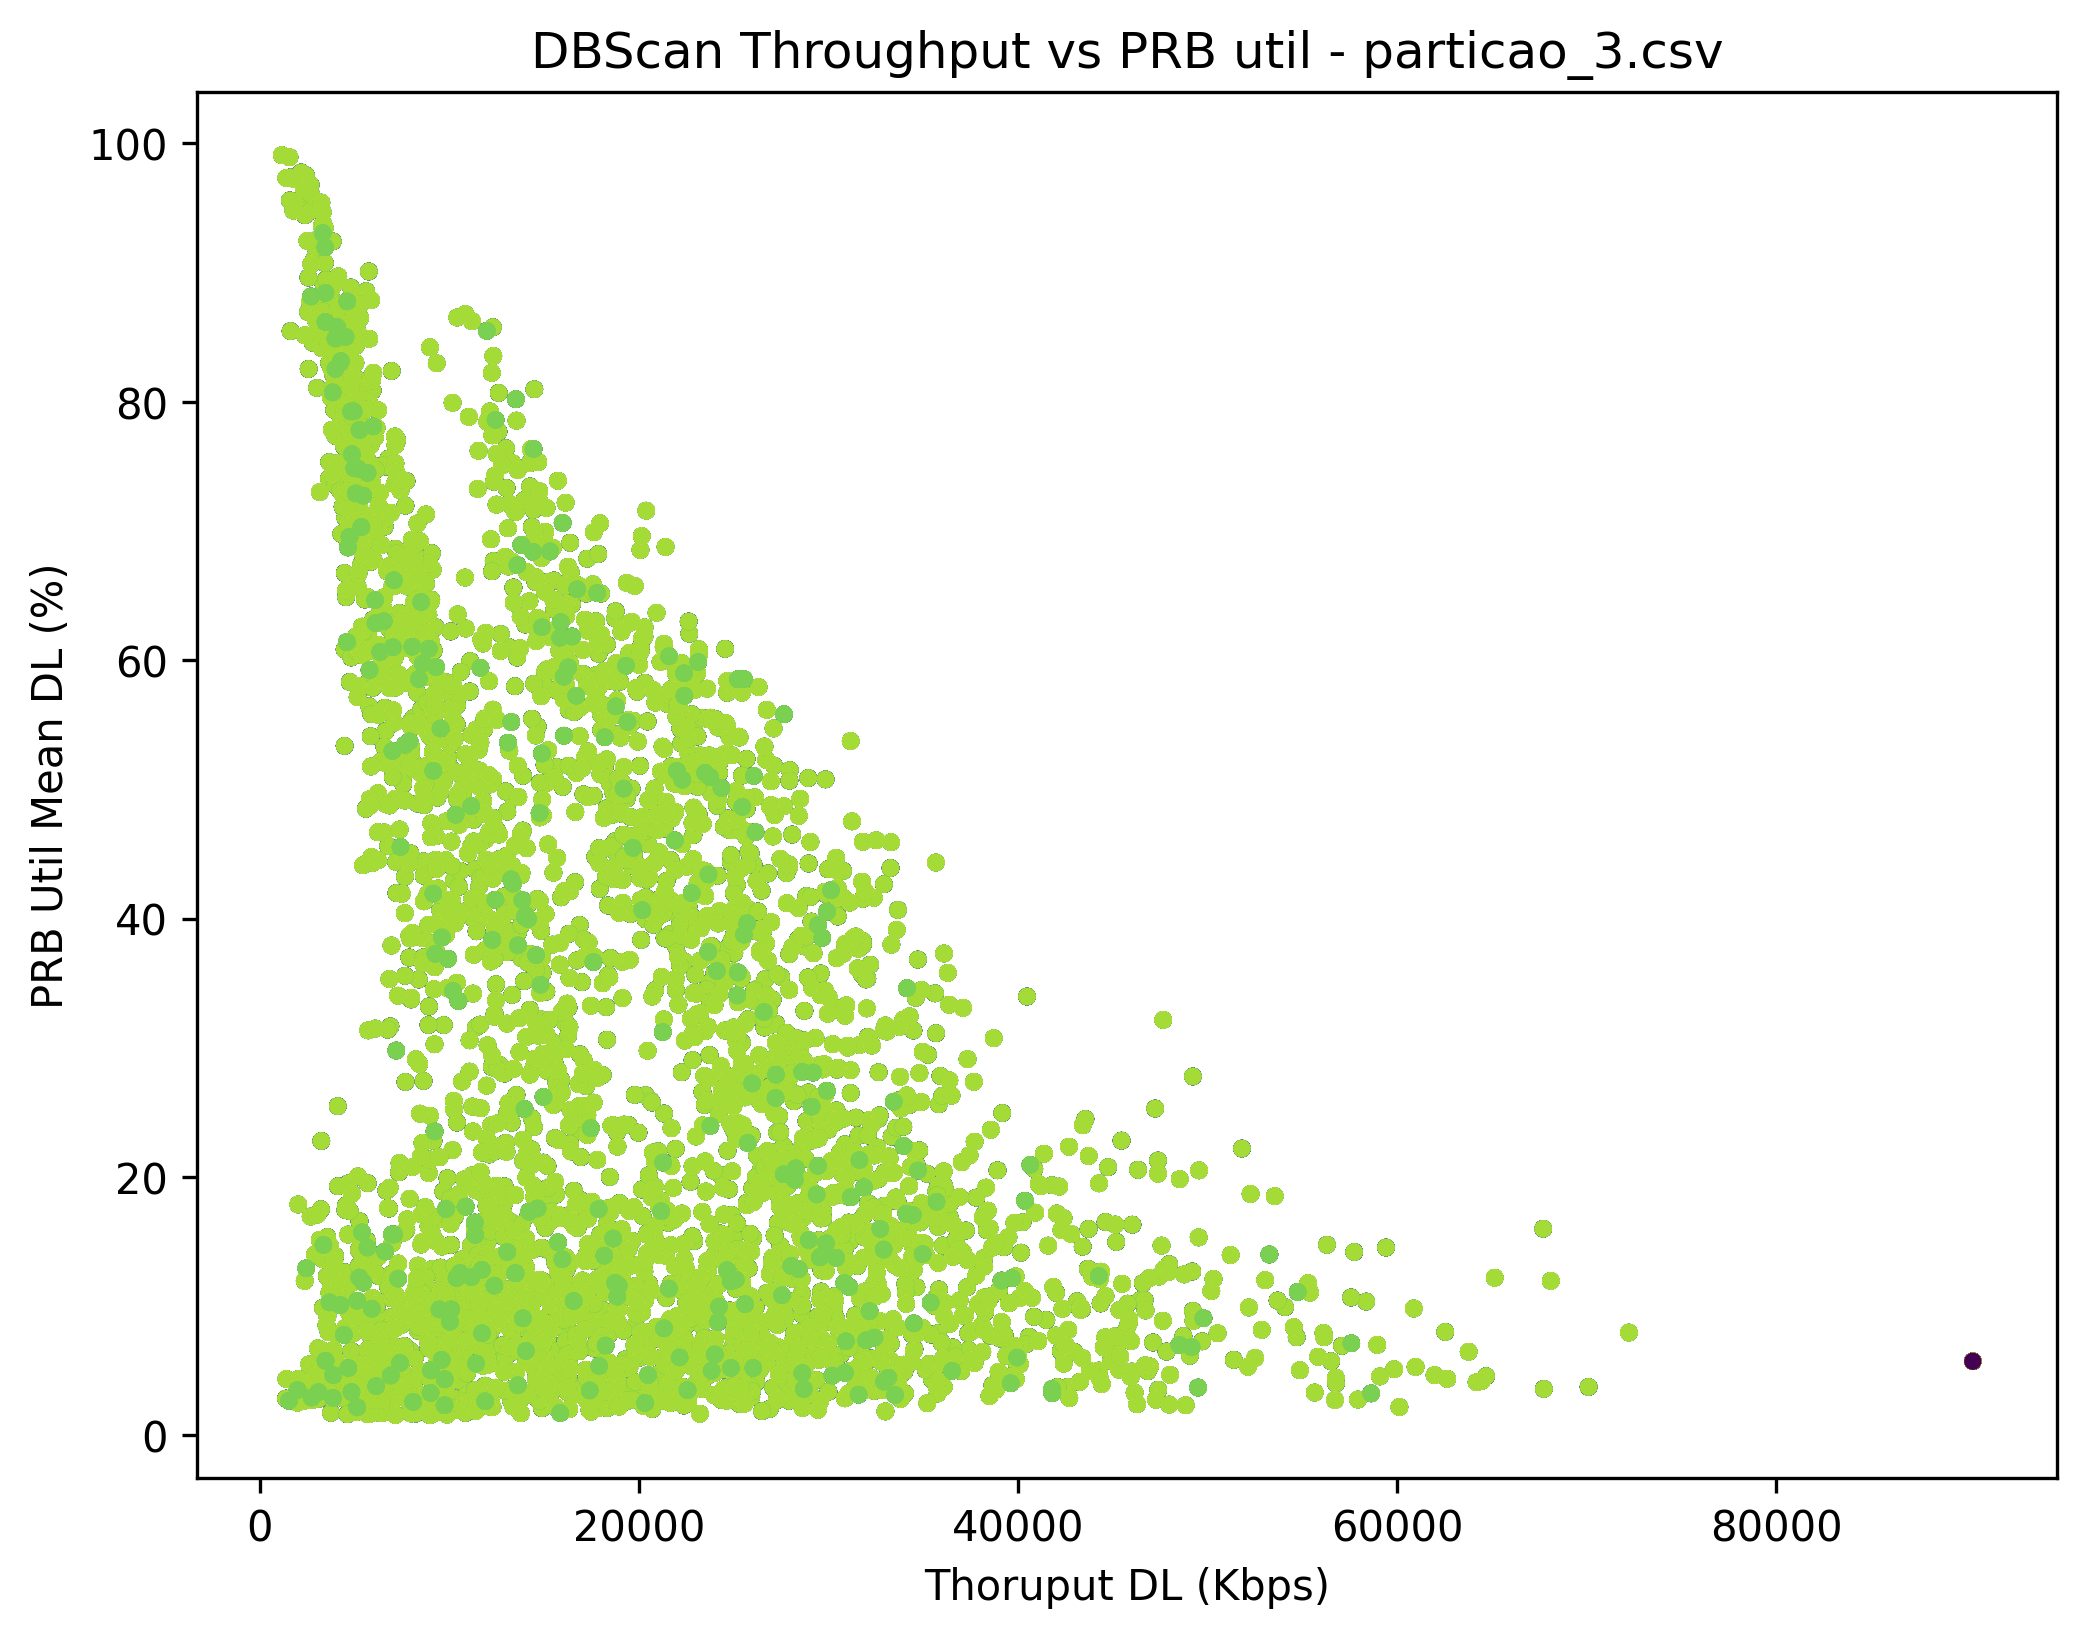 DBScan Throughput vs PRB util - particao_3.csv
100
80
60
40
20
0
PRB Util Mean DL (%)
0 20000 40000 60000 80000
Thoruput DL (Kbps)